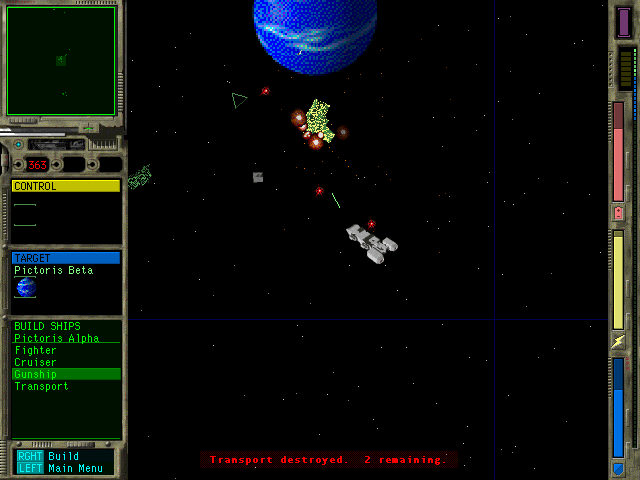 363
CONTROL
TARGET
Pictoris Beta
BUILD SHIPS
Pictoris Alpha
Fighter
Cruiser
Gunship
Transport
RGHT Build
LEFT Main Menu
Transport destroyed. 2 remaining.